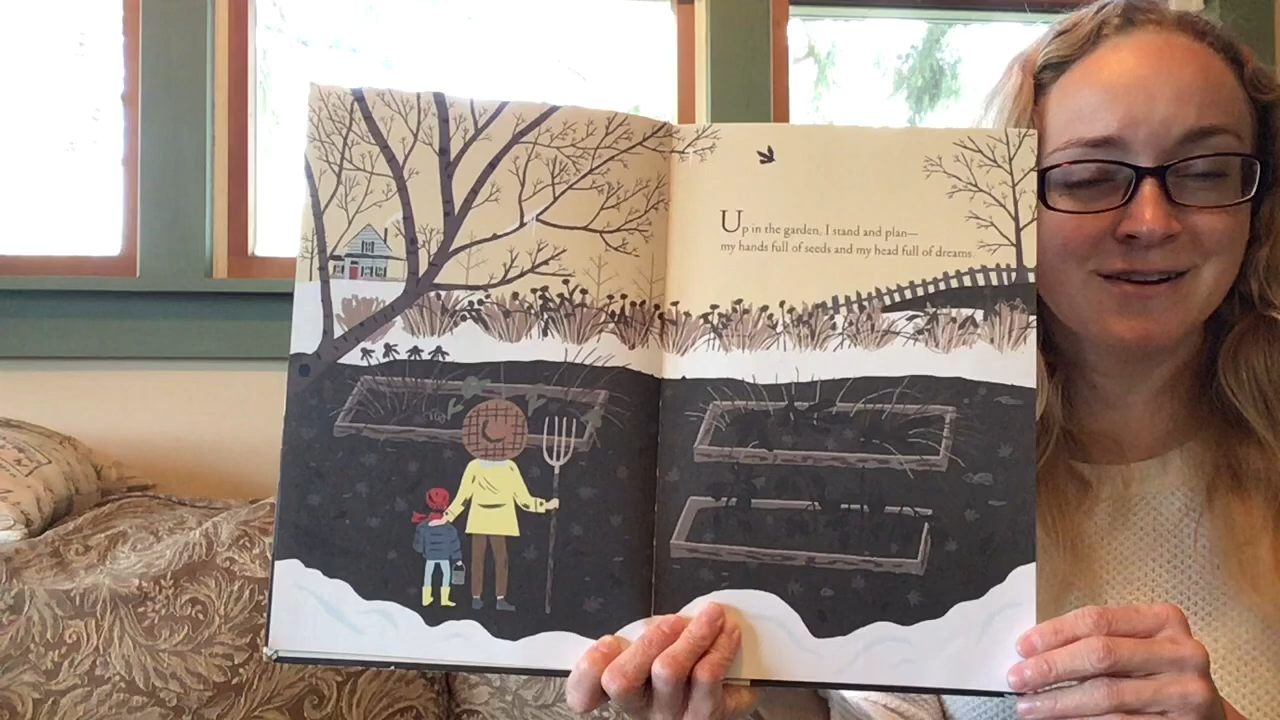 Up in the garden, I stand and plan—
my hands full of seeds and my head full of dreams.